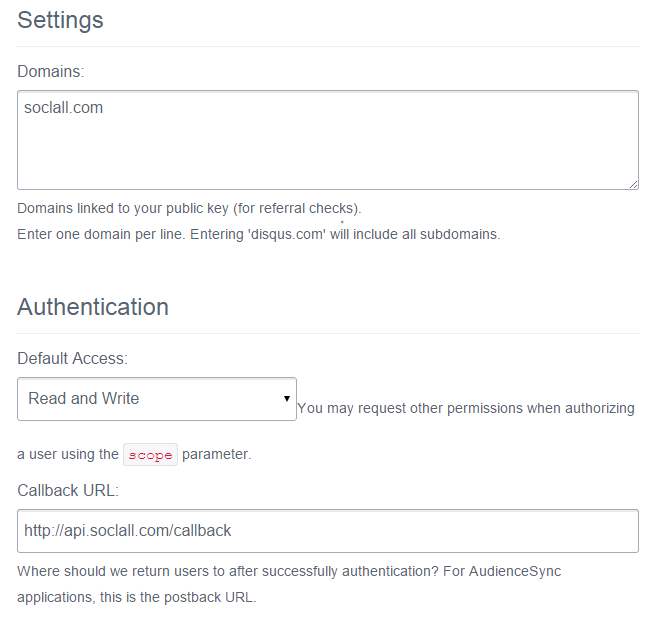 Settings
Domains:
soclall.com
Domains linked to your public key (for referral checks).
Enter one domain per line. Entering 'disqus.com' will include all subdomains.
Authentication
Default Access:
Read and Write
You may request other permissions when authorizing
a user using the scope parameter.
Callback URL:
http://api.soclall.com/callback
Where should we return users to after successfully authentication? For AudienceSync
applications, this is the postback URL.